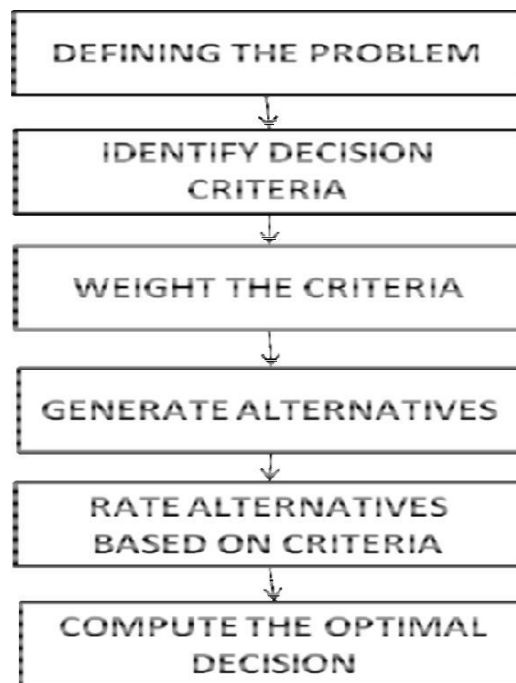 DEFINING THE PROBLEM
IDENTIFY DECISION
CRITERIA
WEIGHT THE CRITERIA
GENERATE ALTERNATIVES
RATE ALTERNATIVES
BASED ON CRITERIA
COMPUTE THE OPTIMAL
DECISION